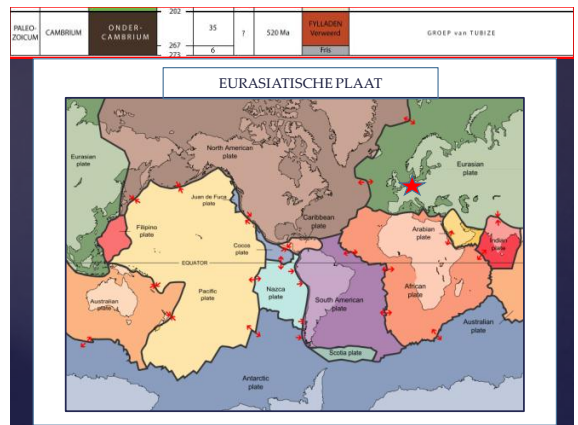 202
PALEO-
ZOICUM
CAMBRIUM
ONDER-
CAMBRIUM
35
?
520 Ma
FYLLADEN
Verweerd
GROEP van TUBIZE
267
6
Fris
273
EURASIATISCHE PLAAT
Eurasian
plate
North American
plate
Juan de Fuca
plate
Filipino
plate
Caribbean
plate
Cocos
plate
EQUATOR
Pacific
plate
Nazca
plate
South American
plate
Australian
plate
Scotia plate
Antarctic
plate
Eurasian
plate
Arabian
plate
Indian
plate
African
plate
Australian
plate